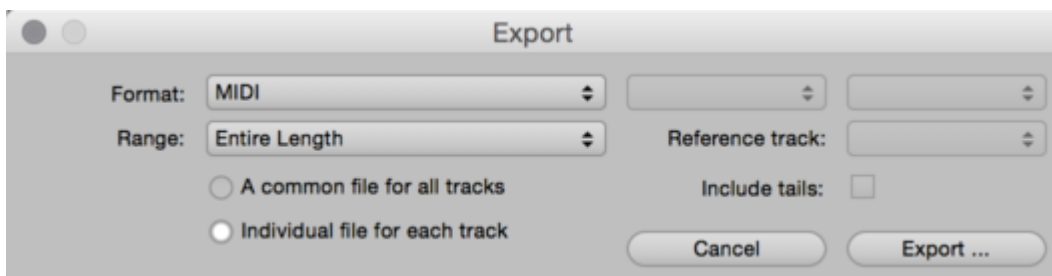 Export
Format: MIDI
Range: Entire Length Reference track:
A common file for all tracks Include tails:
Individual file for each track
Cancel Export ...